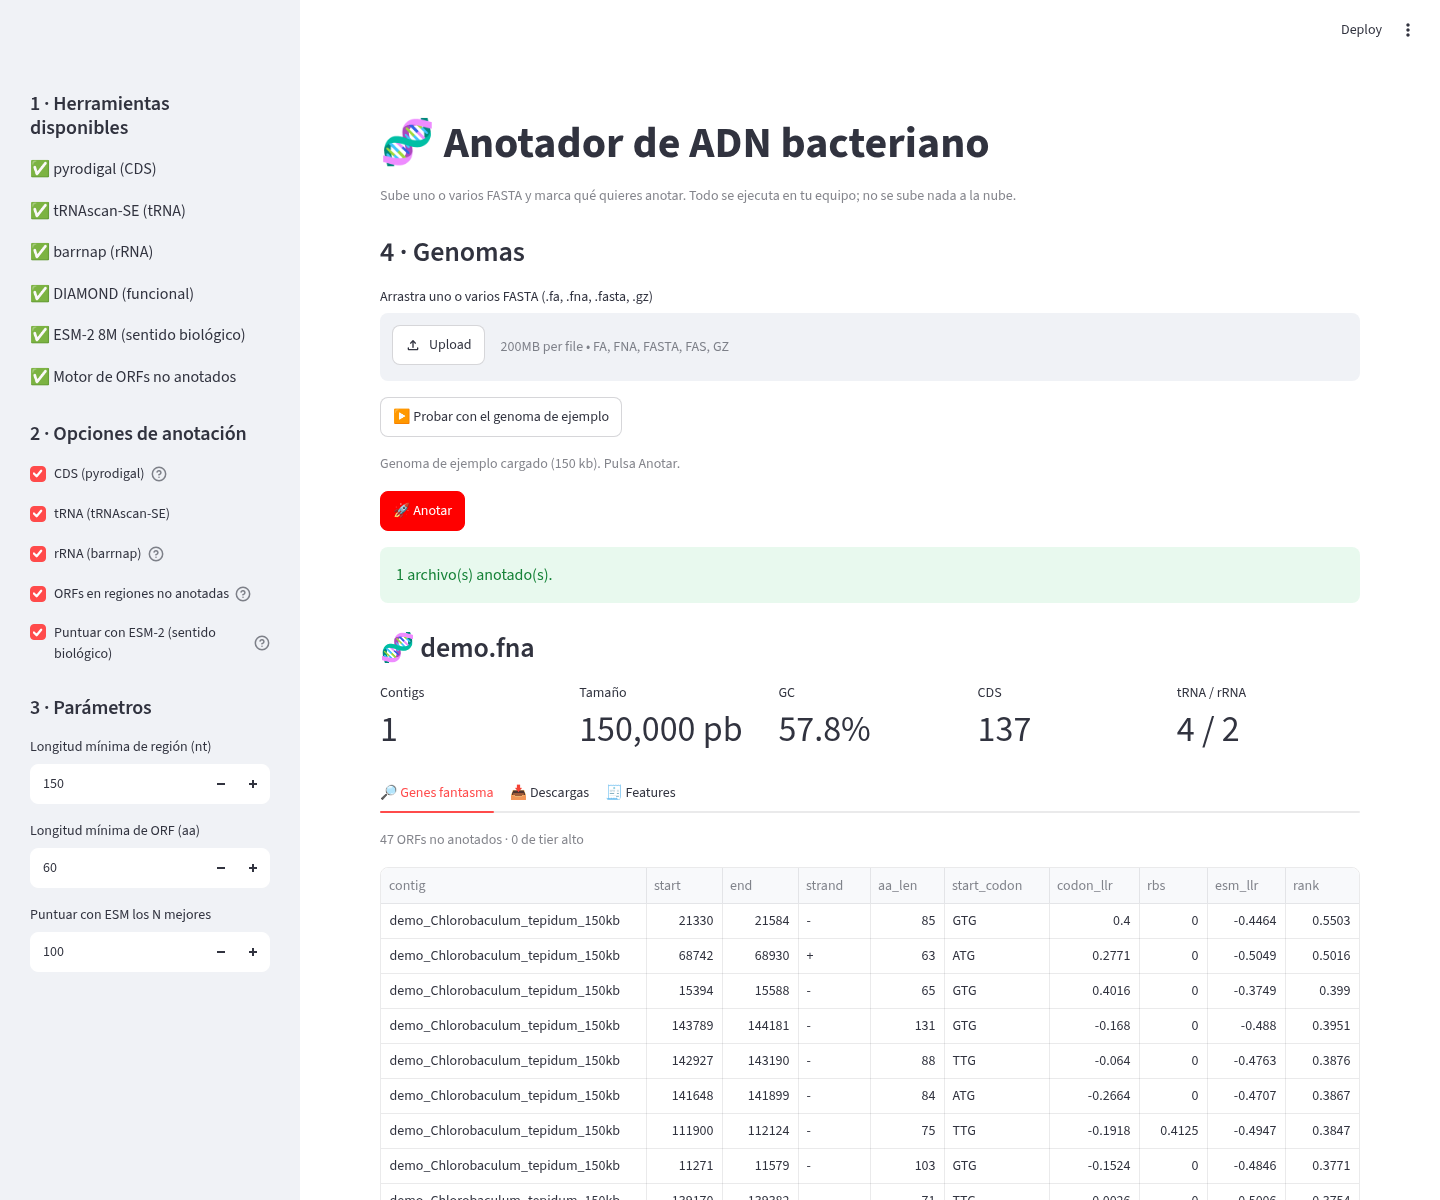 Deploy
1 · Herramientas
disponibles
✅ pyrodigal (CDS)
✅ tRNAscan-SE (tRNA)
✅ barrnap (rRNA)
✅ DIAMOND (funcional)
✅ ESM-2 8M (sentido biológico)
✅ Motor de ORFs no anotados
2 · Opciones de anotación
CDS (pyrodigal)
tRNA (tRNAscan-SE)
rRNA (barrnap)
ORFs en regiones no anotadas
Puntuar con ESM-2 (sentido
biológico)
3 · Parámetros
Longitud mínima de región (nt)
150
Longitud mínima de ORF (aa)
60
Puntuar con ESM los N mejores
100
🧬 Anotador de ADN bacteriano
Sube uno o varios FASTA y marca qué quieres anotar. Todo se ejecuta en tu equipo; no se sube nada a la nube.
4 · Genomas
Arrastra uno o varios FASTA (.fa, .fna, .fasta, .gz)
Upload 200MB per file • FA, FNA, FASTA, FAS, GZ
▶️ Probar con el genoma de ejemplo
Genoma de ejemplo cargado (150 kb). Pulsa Anotar.
🚀 Anotar
1 archivo(s) anotado(s).
🧬 demo.fna
Contigs Tamaño GC CDS tRNA / rRNA
1 150,000 pb 57.8% 137 4 / 2
🔎 Genes fantasma 📥 Descargas 🧾 Features
47 ORFs no anotados · 0 de tier alto
contig start end strand aa_len start_codon codon_llr rbs esm_llr rank
demo_Chlorobaculum_tepidum_150kb 21330 21584 - 85 GTG 0.4 0 -0.4464 0.5503
demo_Chlorobaculum_tepidum_150kb 68742 68930 + 63 ATG 0.2771 0 -0.5049 0.5016
demo_Chlorobaculum_tepidum_150kb 15394 15588 - 65 GTG 0.4016 0 -0.3749 0.399
demo_Chlorobaculum_tepidum_150kb 143789 144181 - 131 GTG -0.168 0 -0.488 0.3951
demo_Chlorobaculum_tepidum_150kb 142927 143190 - 88 TTG -0.064 0 -0.4763 0.3876
demo_Chlorobaculum_tepidum_150kb 141648 141899 - 84 ATG -0.2664 0 -0.4707 0.3867
demo_Chlorobaculum_tepidum_150kb 111900 112124 - 75 TTG -0.1918 0.4125 -0.4947 0.3847
demo_Chlorobaculum_tepidum_150kb 11271 11579 - 103 GTG -0.1524 0 -0.4846 0.3771